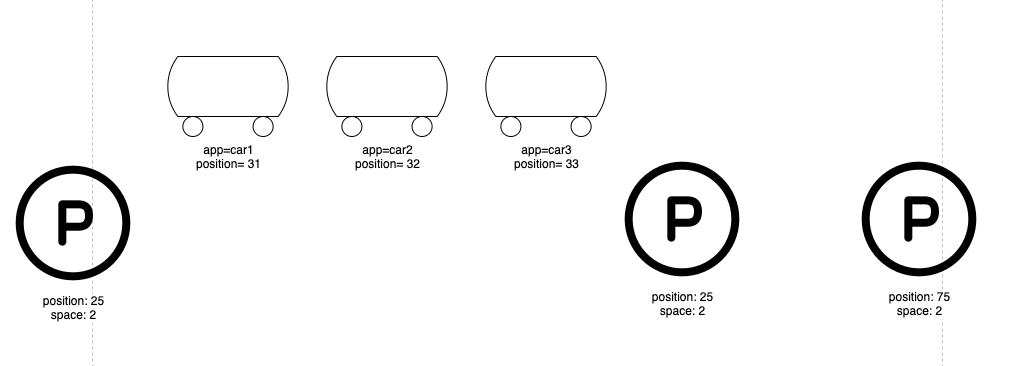 app=car1
position= 31
app=car2
position= 32
app=car3
position= 33
P
position: 25
space: 2
P
position: 25
space: 2
P
position: 75
space: 2